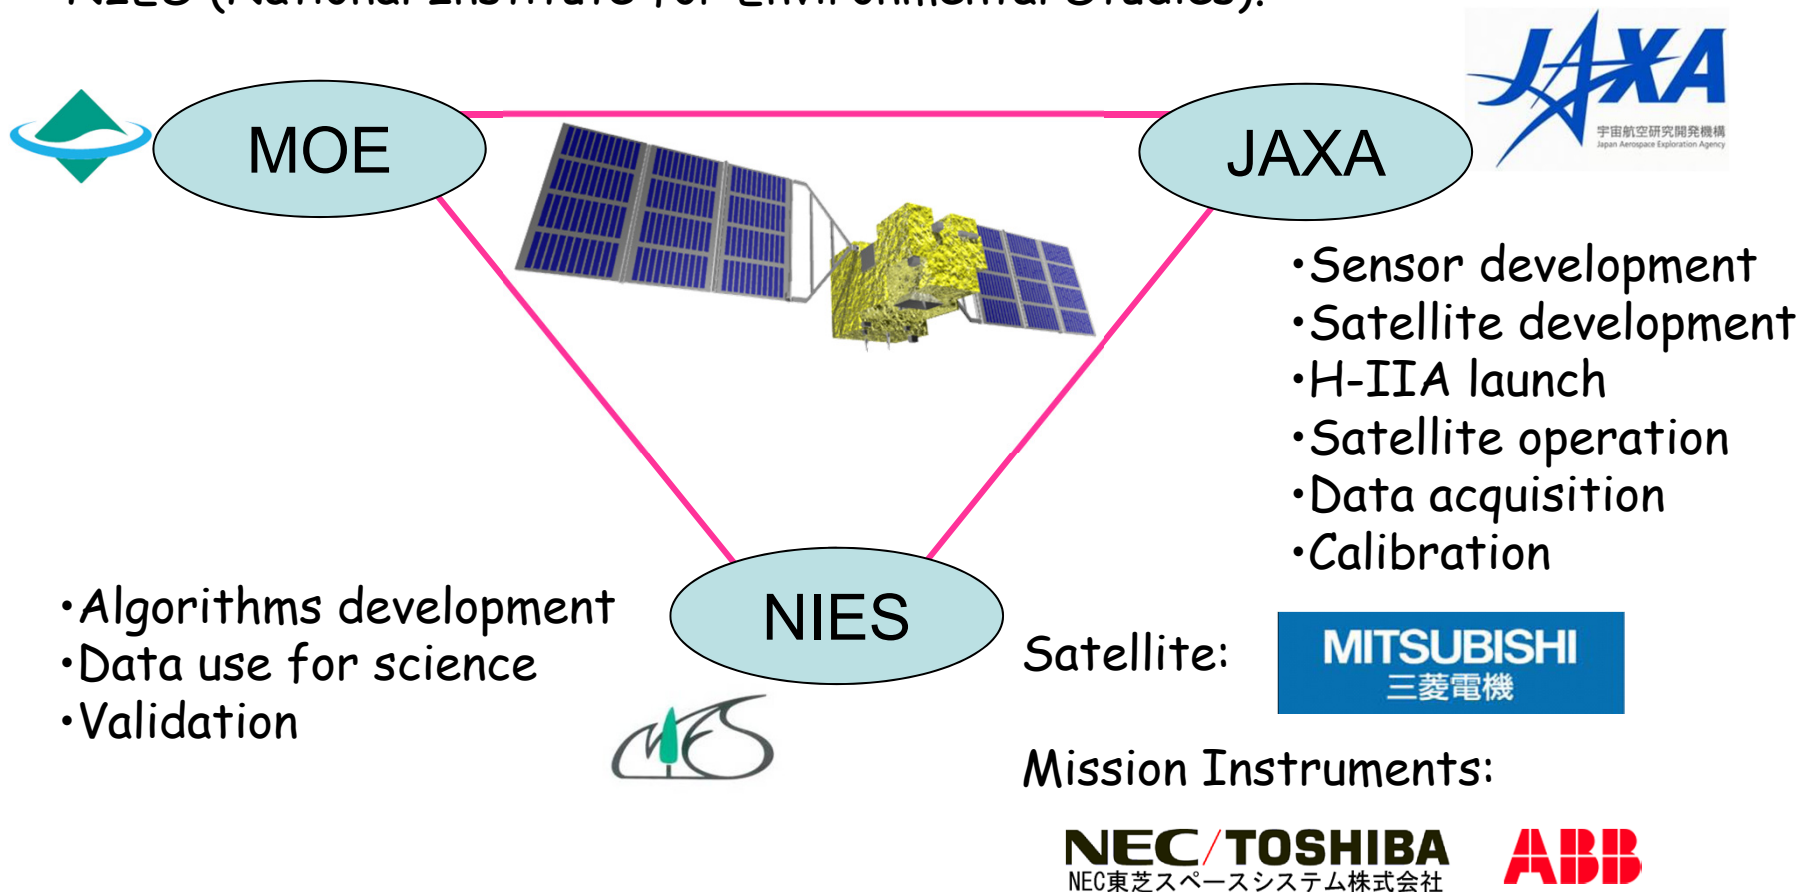 NIES (National Institute for Environmental Studies).
MOE
JAXA
JAXA
宇宙航空研究開発機構
Japan Aerospace Exploration Agency
•Sensor development
•Satellite development
•H-IIA launch
•Satellite operation
•Data acquisition
•Calibration
NIES
•Algorithms development
•Data use for science
•Validation
NIES
Satellite:
MITSUBISHI
三菱電機
Mission Instruments:
NEC/TOSHIBA
NEC東芝スペースシステム株式会社
ABB